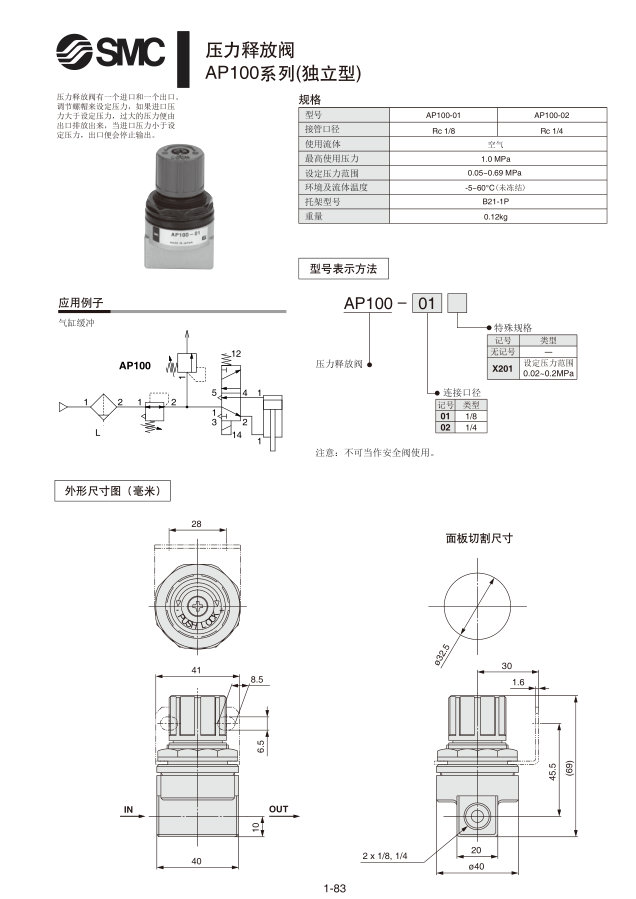 SMC
压力释放阀
AP100系列(独立型)
压力释放阀有一个进口和一个出口。
调节螺帽来设定压力，如果进口压
力大于设定压力，过大的压力便由
出口排放出来，当进口压力小于设
定压力，出口便会停止输出。
AP100-01
规格
型号 AP100-01 AP100-02
接管口径 Rc 1/8 Rc 1/4
使用流体 空气
最高使用压力 1.0 MPa
设定压力范围 0.05~0.69 MPa
环境及流体温度 -5~60°C(未冻结)
托架型号 B21-1P
重量 0.12kg
型号表示方法
AP100 - 01
特殊规格
记号 类型
无记号 —
X201 设定压力范围
0.02~0.2MPa
压力释放阀
连接口径
记号 类型
01 1/8
02 1/4
注意：不可当作安全阀使用。
应用例子
气缸缓冲
AP100
1
12
5 4 1
1 2 1 2
1
3 2
14
1
L
外形尺寸图（毫米）
28
PUSH LOCK
面板切割尺寸
ø32.5
41
8.5
6.5
IN
OUT
10
40
30
1.6
45.5
(69)
2 x 1/8, 1/4
20
ø40
1-83